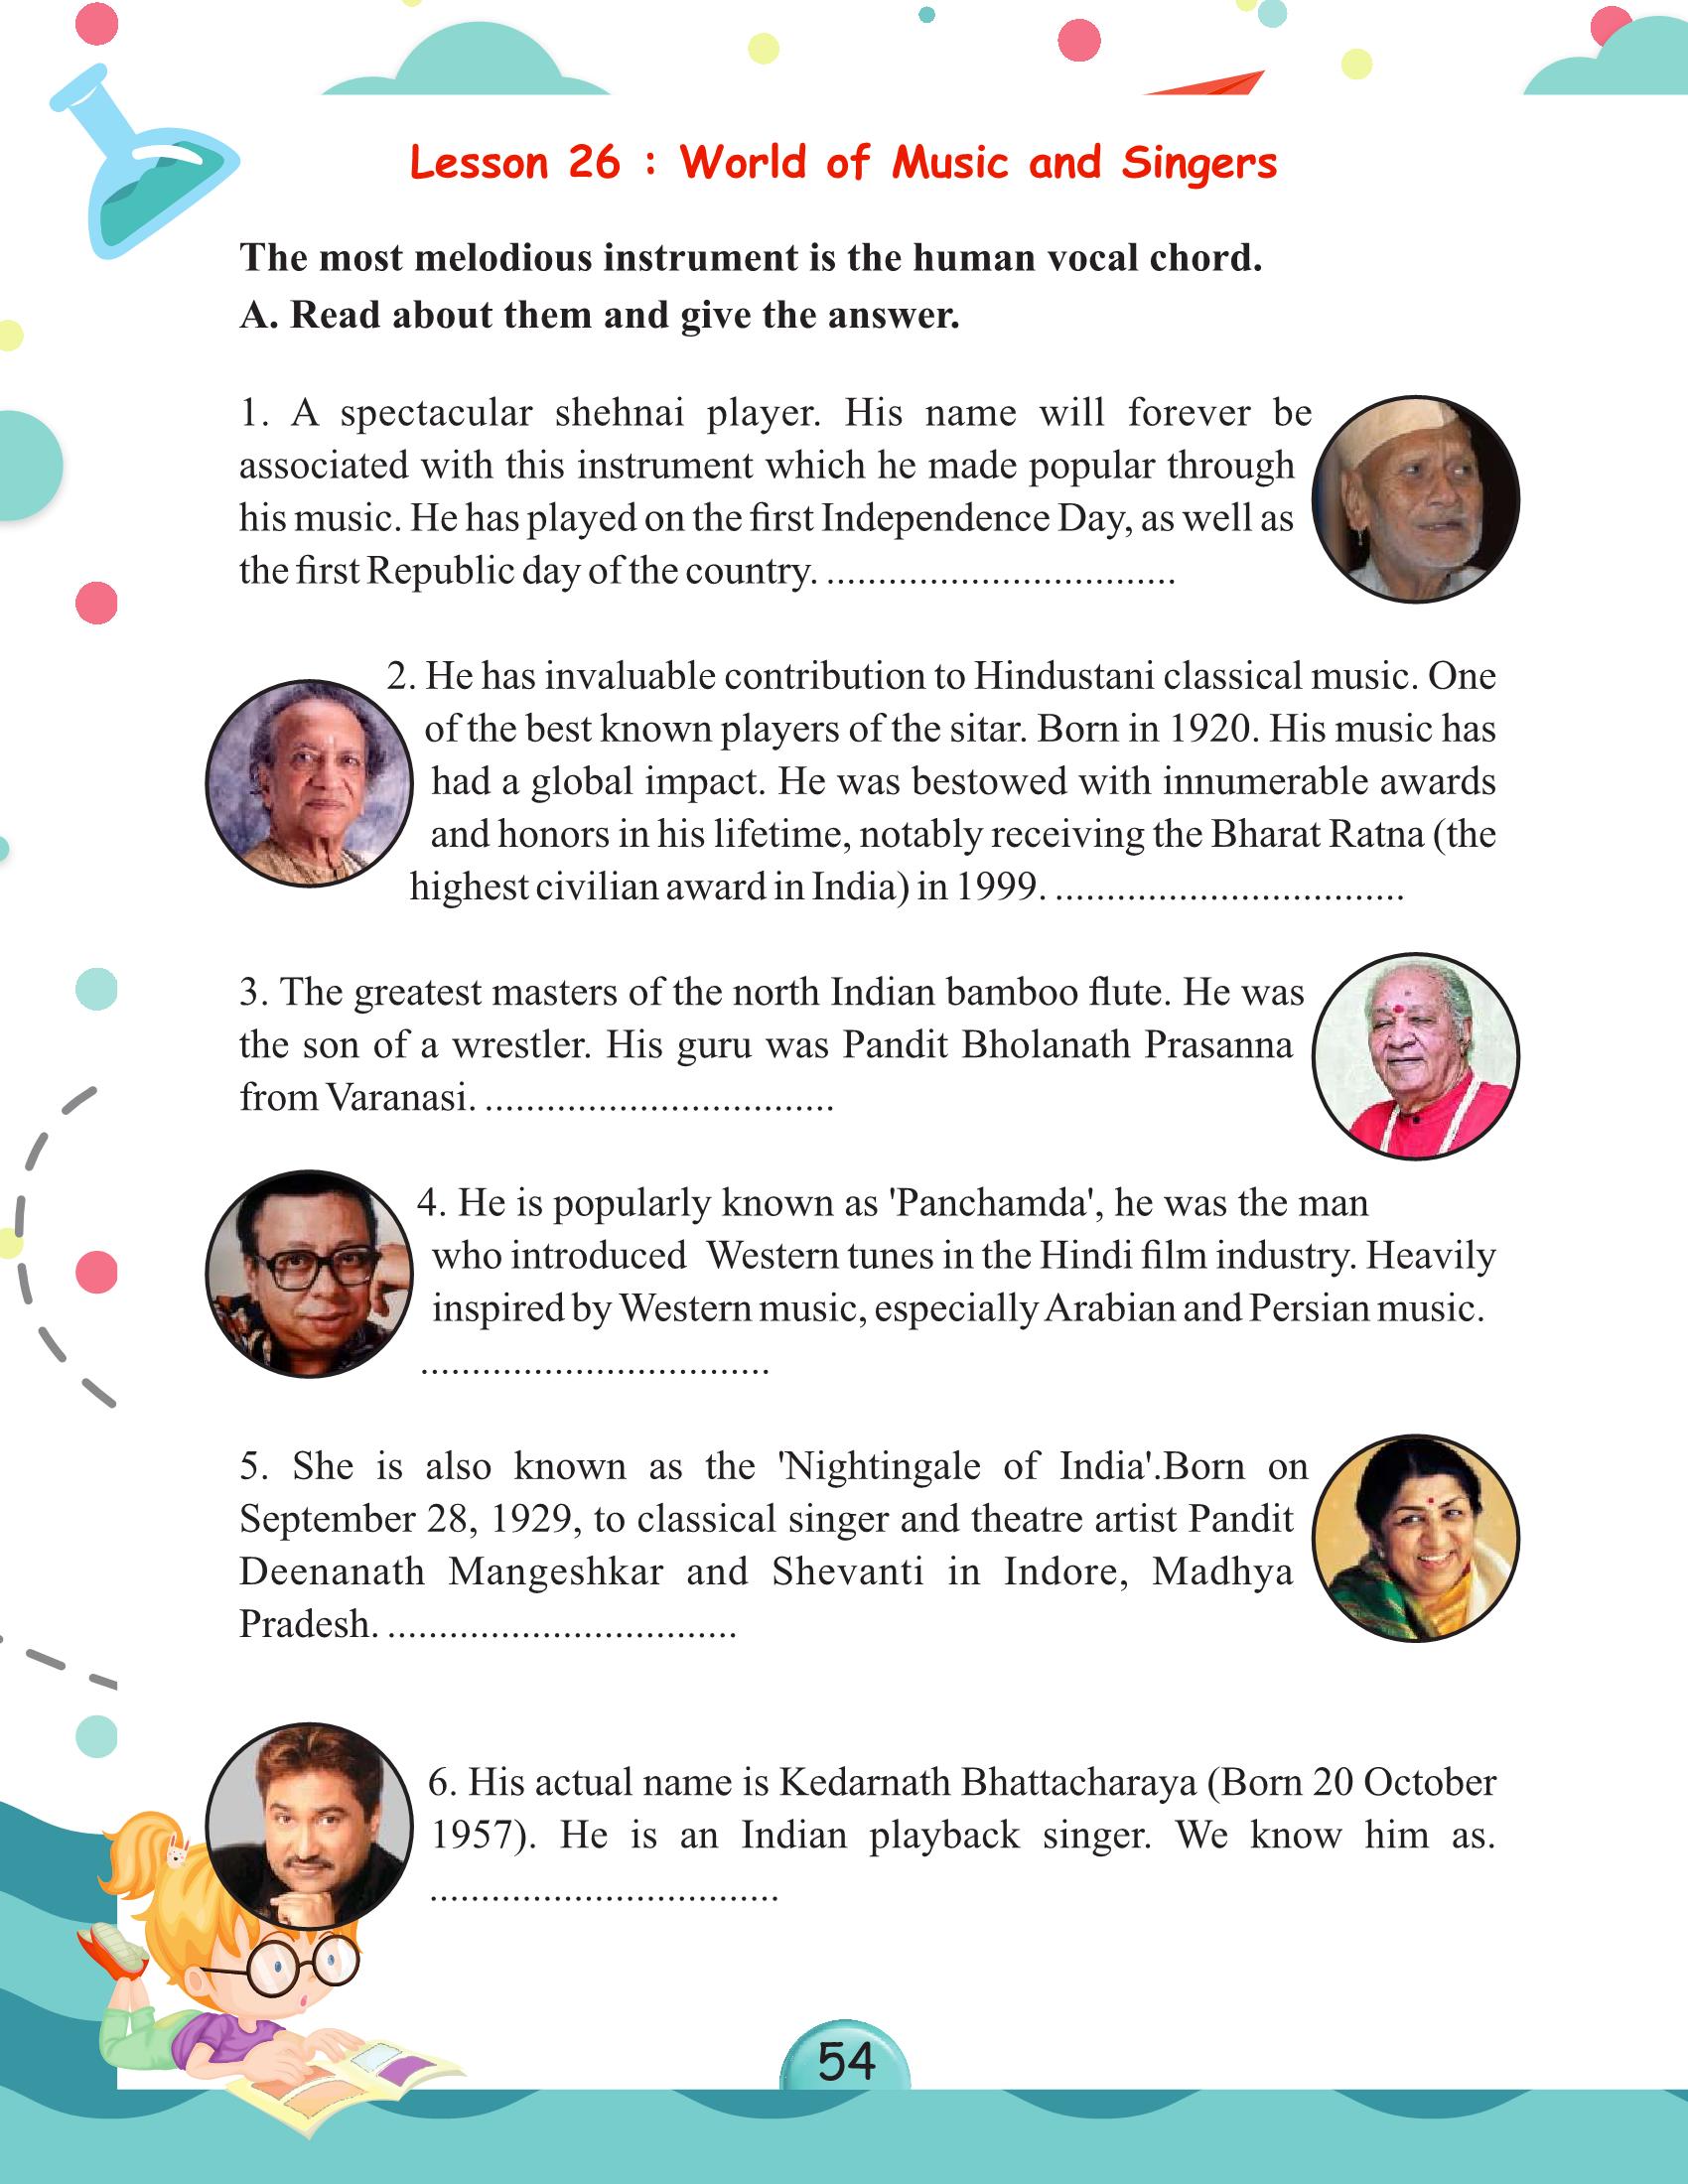 Lesson 26 : World of Music and Singers
The most melodious instrument is the human vocal chord.
A. Read about them and give the answer.
1. A spectacular shehnai player. His name will forever be
associated with this instrument which he made popular through
his music. He has played on the first Independence Day, as well as
the first Republic day of the country. ..................................
2. He has invaluable contribution to Hindustani classical music. One
of the best known players of the sitar. Born in 1920. His music has
had a global impact. He was bestowed with innumerable awards
and honors in his lifetime, notably receiving the Bharat Ratna (the
highest civilian award in India) in 1999. ..................................
3. The greatest masters of the north Indian bamboo flute. He was
the son of a wrestler. His guru was Pandit Bholanath Prasanna
from Varanasi. ..................................
4. He is popularly known as 'Panchamda', he was the man
who introduced Western tunes in the Hindi film industry. Heavily
inspired by Western music, especially Arabian and Persian music.
..................................
5. She is also known as the 'Nightingale of India'.Born on
September 28, 1929, to classical singer and theatre artist Pandit
Deenanath Mangeshkar and Shevanti in Indore, Madhya
Pradesh. ..................................
6. His actual name is Kedarnath Bhattacharaya (Born 20 October
1957). He is an Indian playback singer. We know him as.
..................................
54